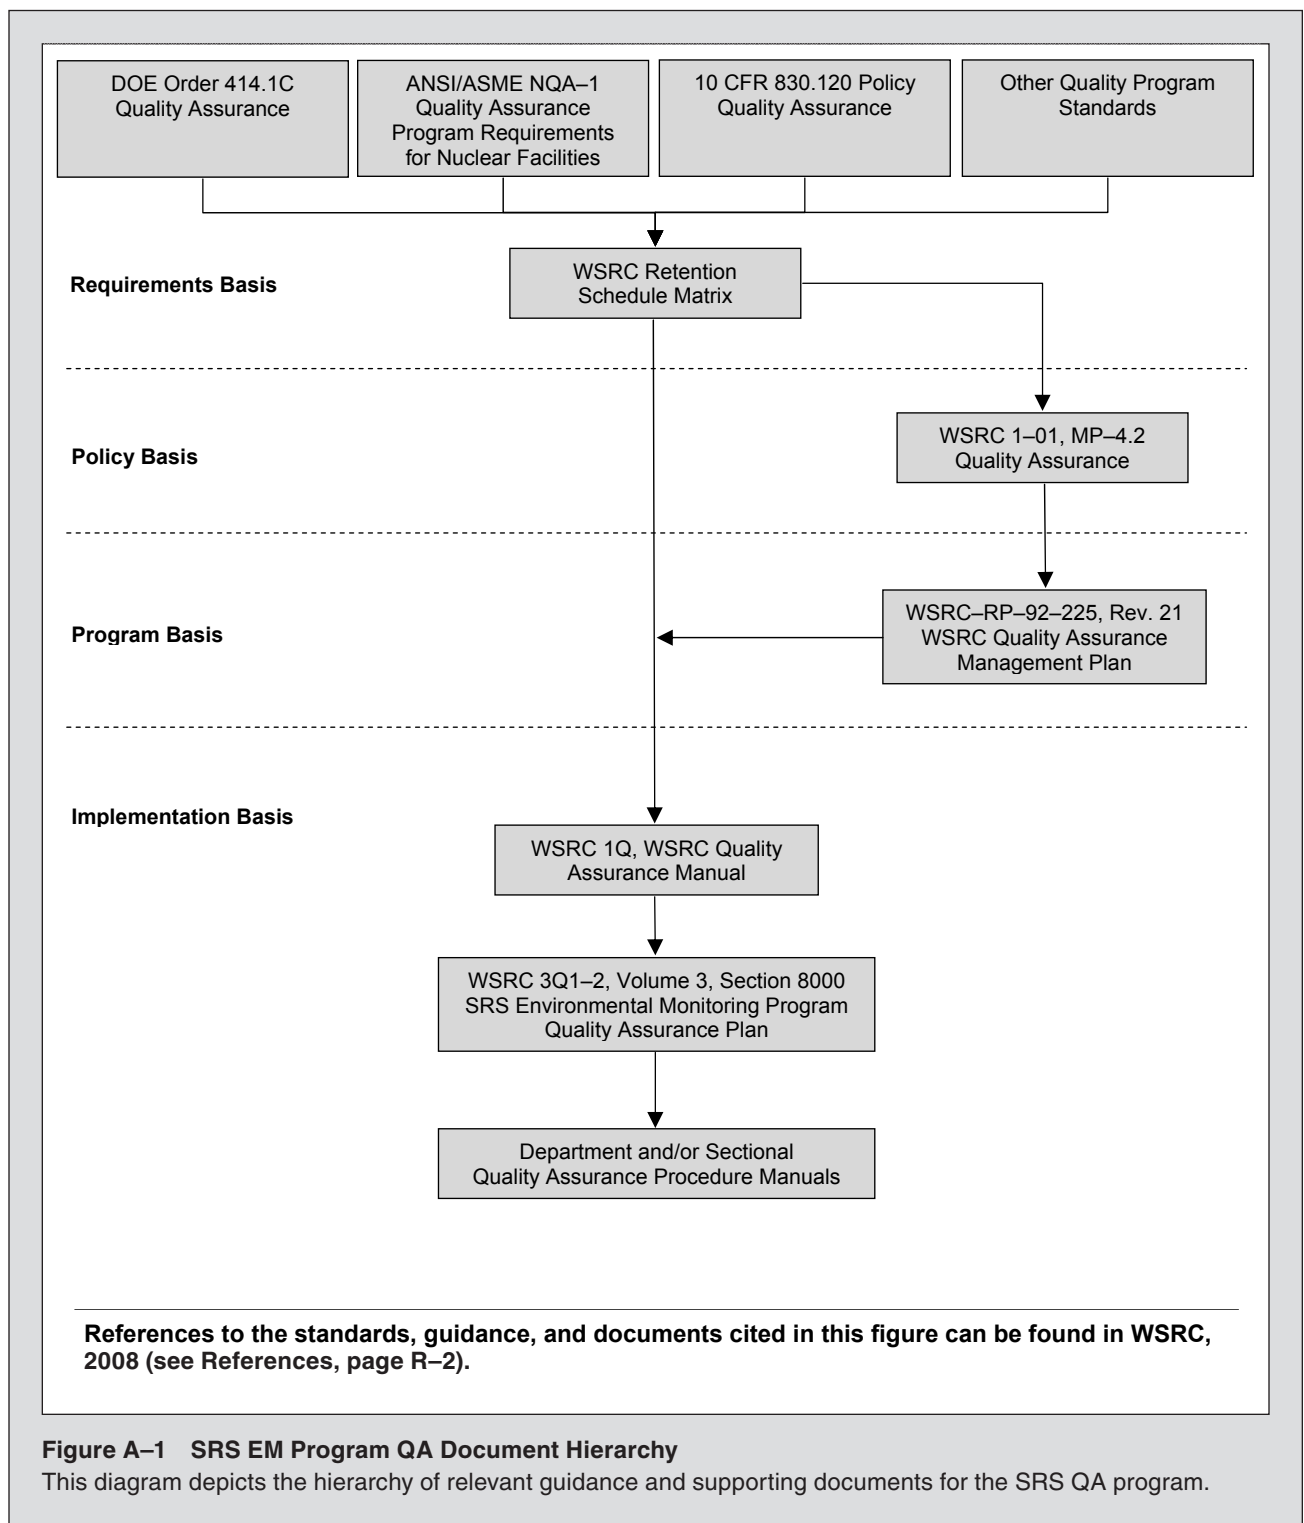 DOE Order 414.1C
Quality Assurance
ANSI/ASME NQA–1
Quality Assurance
Program Requirements
for Nuclear Facilities
10 CFR 830.120 Policy
Quality Assurance
Other Quality Program
Standards
Requirements Basis
WSRC Retention
Schedule Matrix
Policy Basis
WSRC 1–01, MP–4.2
Quality Assurance
Program Basis
WSRC–RP–92–225, Rev. 21
WSRC Quality Assurance
Management Plan
Implementation Basis
WSRC 1Q, WSRC Quality
Assurance Manual
WSRC 3Q1–2, Volume 3, Section 8000
SRS Environmental Monitoring Program
Quality Assurance Plan
Department and/or Sectional
Quality Assurance Procedure Manuals
References to the standards, guidance, and documents cited in this figure can be found in WSRC,
2008 (see References, page R–2).
Figure A–1 SRS EM Program QA Document Hierarchy
This diagram depicts the hierarchy of relevant guidance and supporting documents for the SRS QA program.